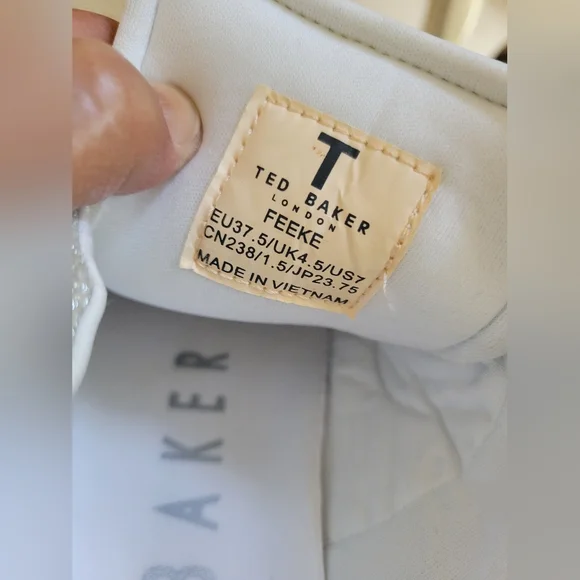 T
TED BAKER
LONDON
FEEKE
EU37.5/UK4.5/US7
CN238/1.5/JP23.75
MADE IN VIETNAM
BAKER